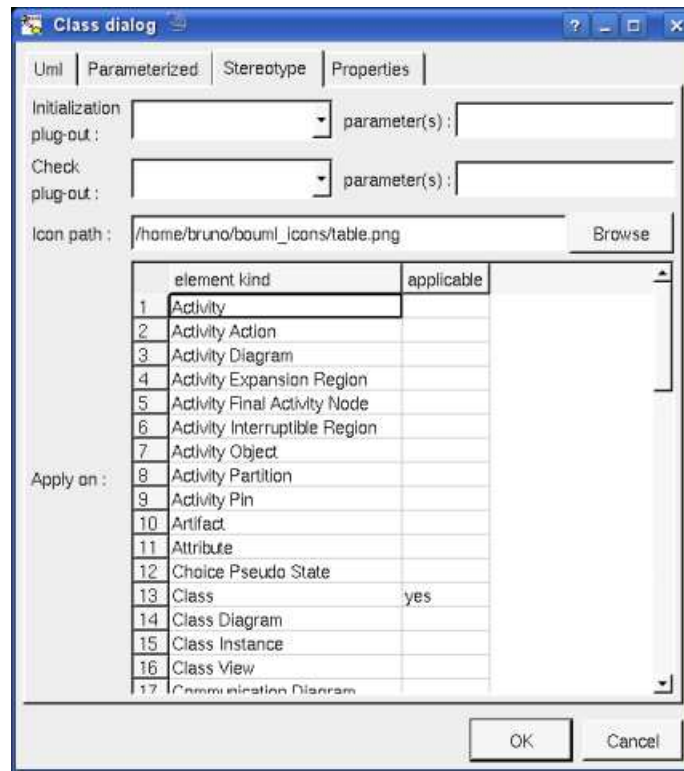 Class dialog
Uml Parameterized Stereotype Properties
Initialization plug-out : parameter(s) :
Check plug-out : parameter(s) :
Icon path : /home/bruno/bouml_icons/table.png Browse
element kind applicable
1 Activity
2 Activity Action
3 Activity Diagram
4 Activity Expansion Region
5 Activity Final Activity Node
6 Activity Interruptible Region
7 Activity Object
Apply on : 8 Activity Partition
9 Activity Pin
10 Artifact
11 Attribute
12 Choice Pseudo State
13 Class yes
14 Class Diagram
15 Class Instance
16 Class View
17 Communication Diagram
OK Cancel